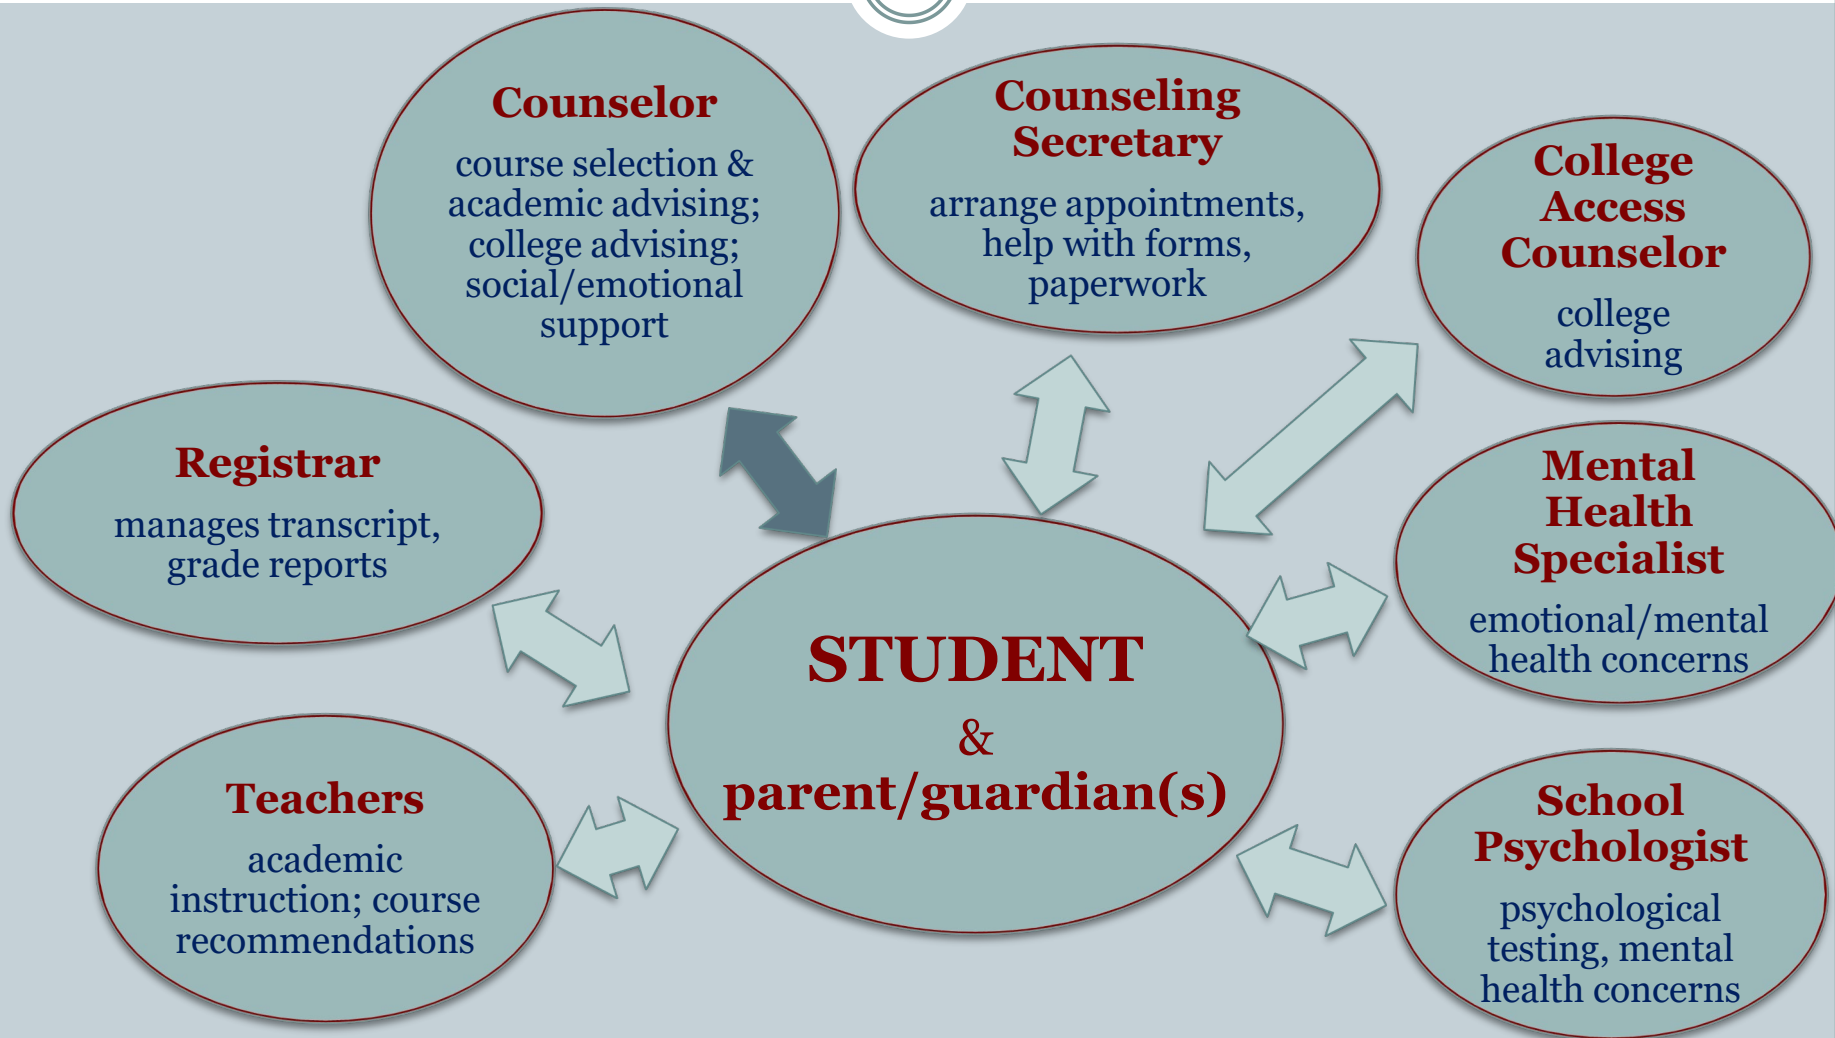 Counselor
course selection &
academic advising;
college advising;
social/emotional
support
Counseling
Secretary
arrange appointments,
help with forms,
paperwork
College
Access
Counselor
college
advising
Registrar
manages transcript,
grade reports
Mental
Health
Specialist
emotional/mental
health concerns
STUDENT
&
parent/guardian(s)
Teachers
academic
instruction; course
recommendations
School
Psychologist
psychological
testing, mental
health concerns